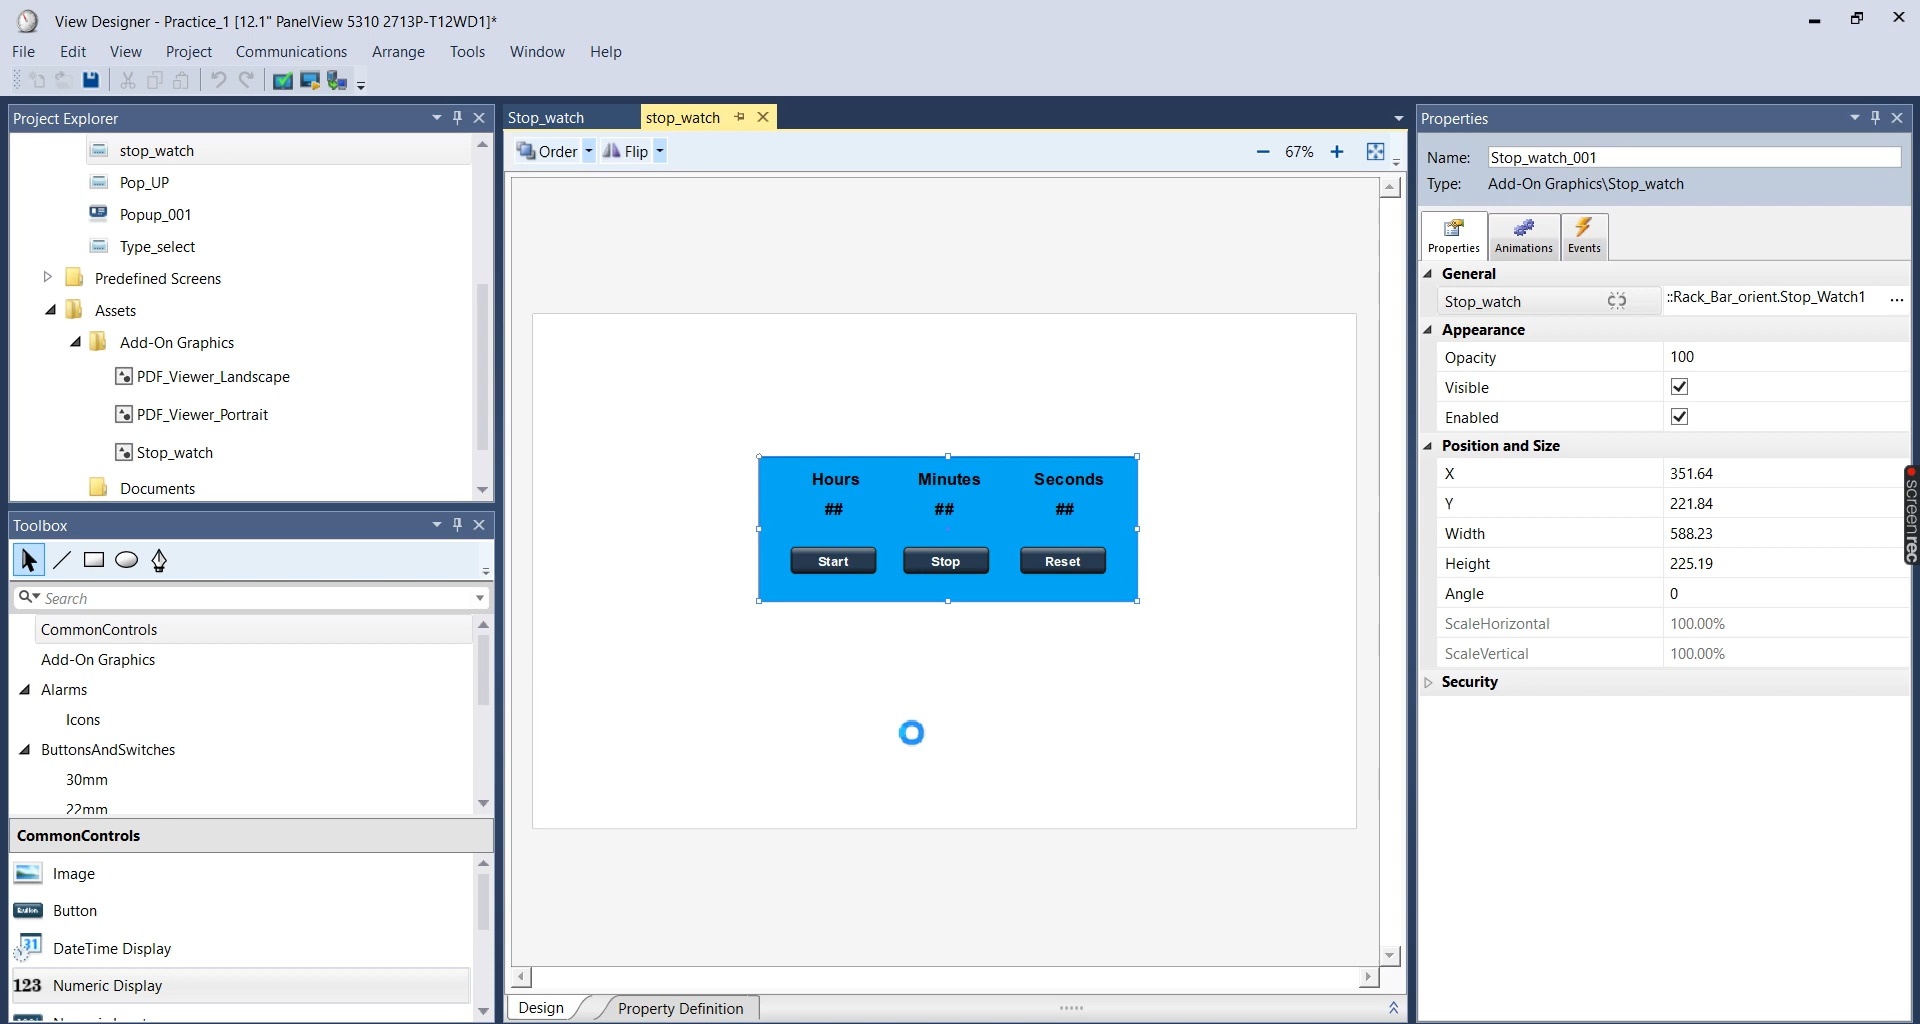 View Designer - Practice_1 [12.1" PanelView 5310 2713P-T12WD1]*
File Edit View Project Communications Arrange Tools Window Help
Project Explorer
stop_watch
Pop_UP
Popup_001
Type_select
Predefined Screens
Assets
Add-On Graphics
PDF_Viewer_Landscape
PDF_Viewer_Portrait
Stop_watch
Documents
Toolbox
Search
CommonControls
Add-On Graphics
Alarms
Icons
ButtonsAndSwitches
30mm
22mm
CommonControls
Image
Button Button
31 DateTime Display
123 Numeric Display
Stop_watch stop_watch
Order Flip 67%
Hours Minutes Seconds
## ## ##
Start Stop Reset
Design Property Definition
Properties
Name: Stop_watch_001
Type: Add-On Graphics\Stop_watch
Properties Animations Events
General
Stop_watch ::Rack_Bar_orient.Stop_Watch1 ...
Appearance
Opacity 100
Visible
Enabled
Position and Size
X 351.64
Y 221.84
Width 588.23
Height 225.19
Angle 0
ScaleHorizontal 100.00%
ScaleVertical 100.00%
Security
screenrec